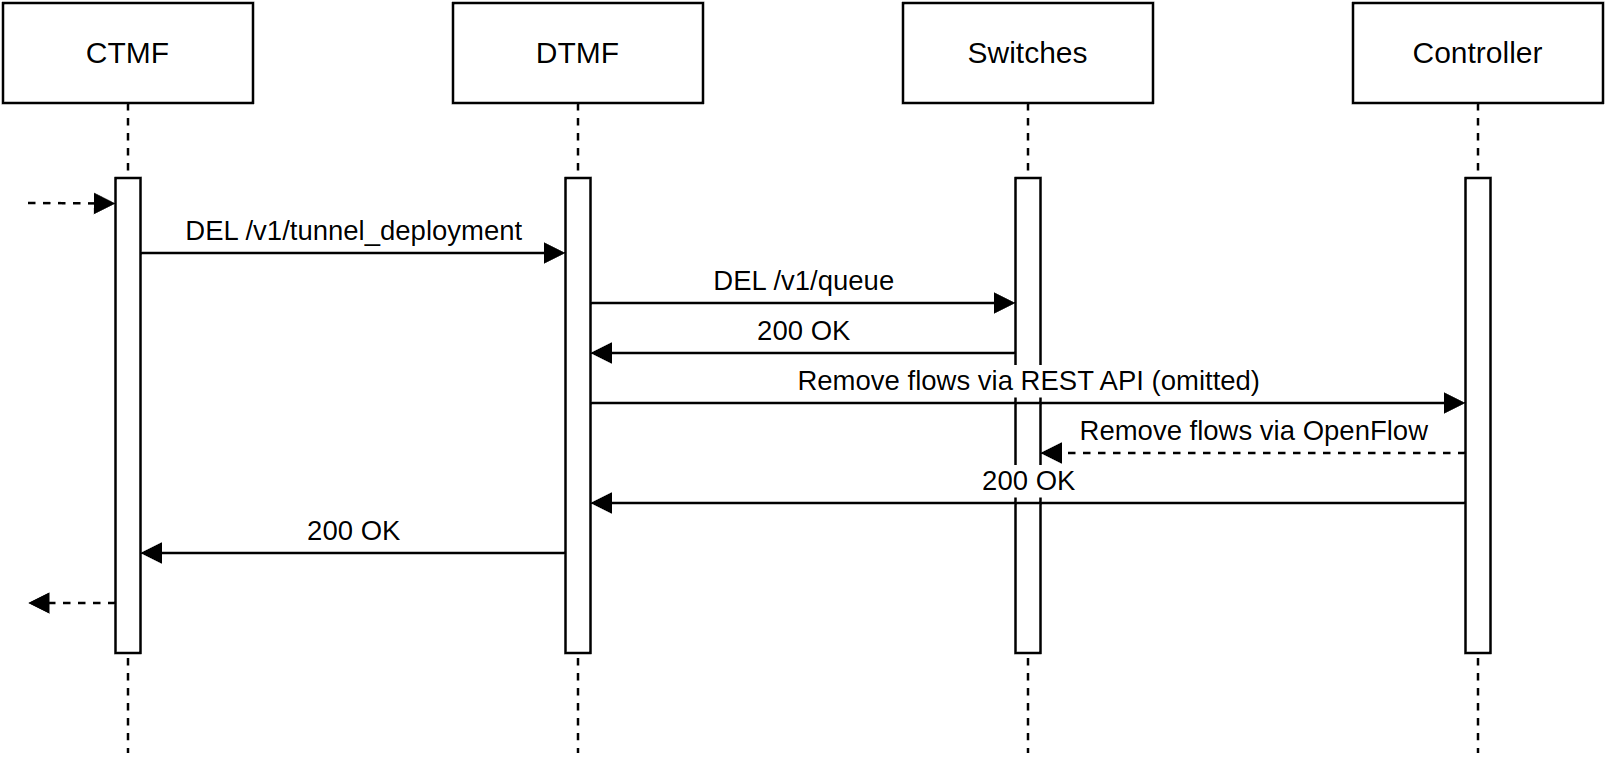 CTMF
DTMF
Switches
Controller
DEL /v1/tunnel_deployment
DEL /v1/queue
200 OK
Remove flows via REST API (omitted)
Remove flows via OpenFlow
200 OK
200 OK